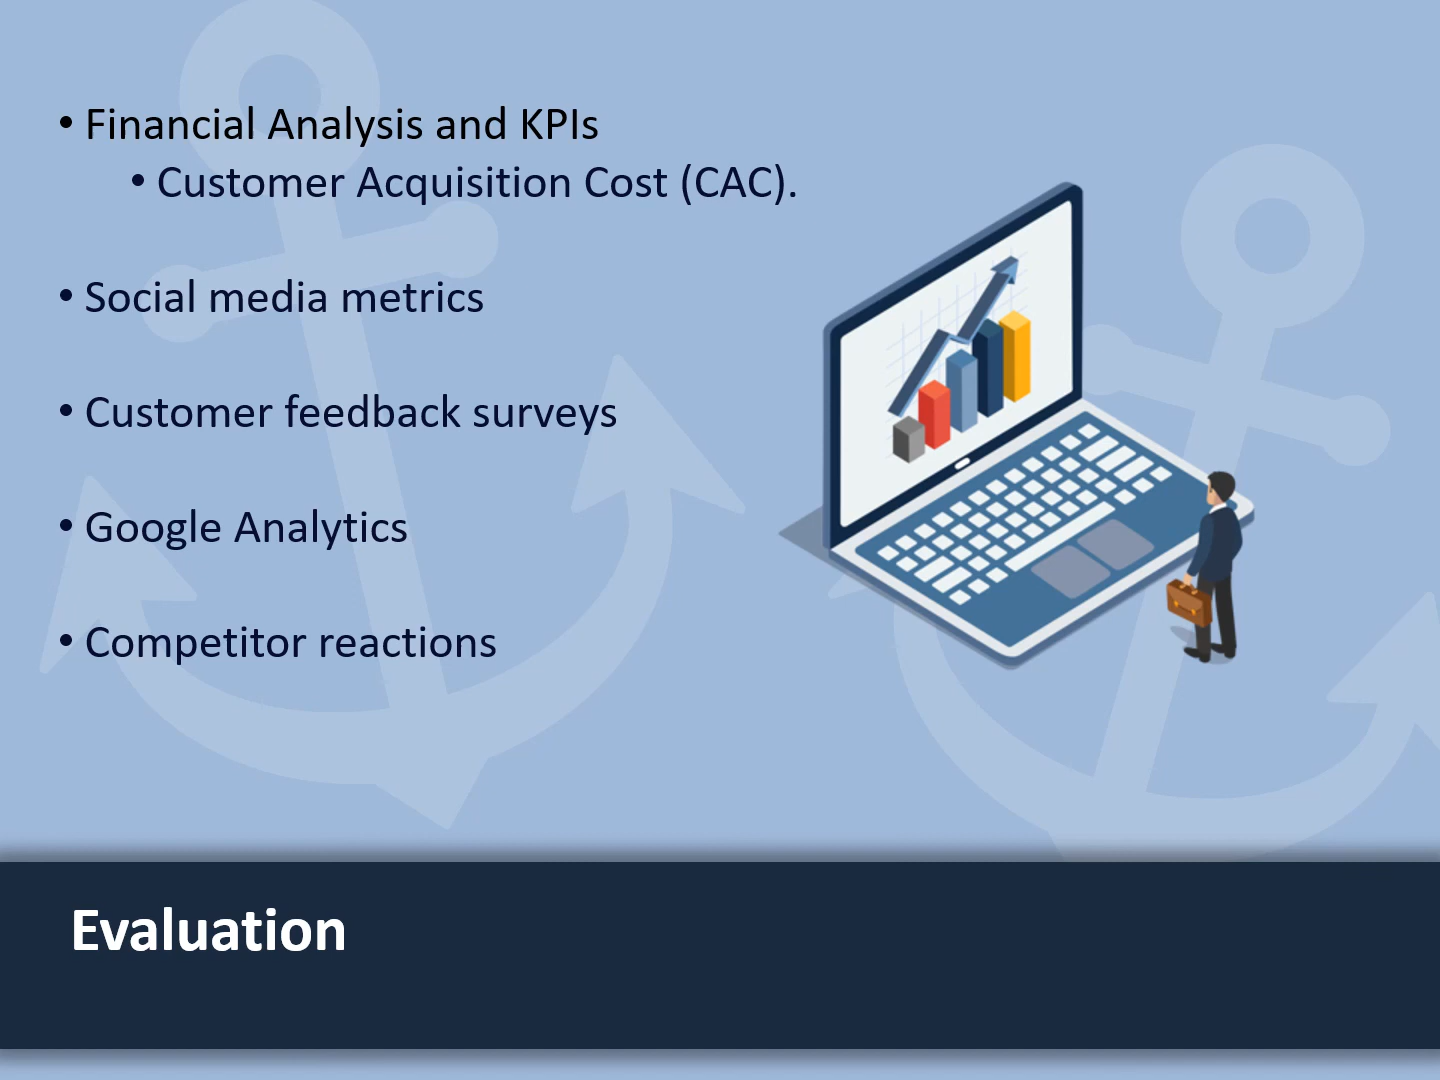 • Financial Analysis and KPIs
• Customer Acquisition Cost (CAC).
• Social media metrics
• Customer feedback surveys
• Google Analytics
• Competitor reactions
Evaluation